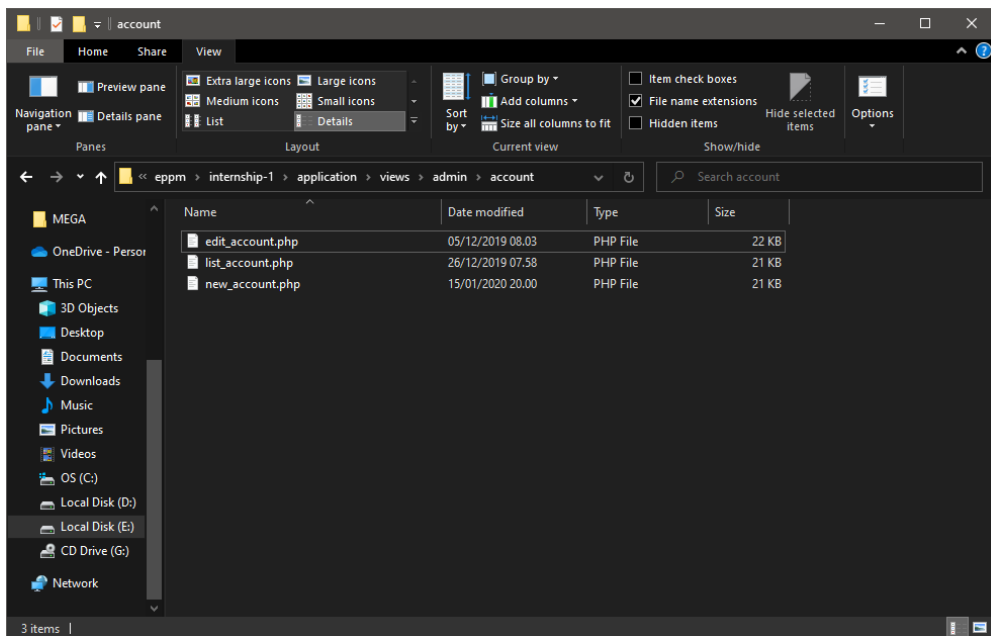 account
File Home Share View
Navigation pane Preview pane Details pane
Extra large icons Large icons
Medium icons Small icons
List Details
Sort by Group by
Add columns
Size all columns to fit
Item check boxes
File name extensions
Hidden items
Hide selected items
Options
Panes Layout Current view Show/hide
« eppm › internship-1 › application › views › admin › account
Search account
MEGA
OneDrive - Person
This PC
3D Objects
Desktop
Documents
Downloads
Music
Pictures
Videos
OS (C:)
Local Disk (D:)
Local Disk (E:)
CD Drive (G:)
Network
Name Date modified Type Size
edit_account.php 05/12/2019 08.03 PHP File 22 KB
list_account.php 26/12/2019 07.58 PHP File 21 KB
new_account.php 15/01/2020 20.00 PHP File 21 KB
3 items